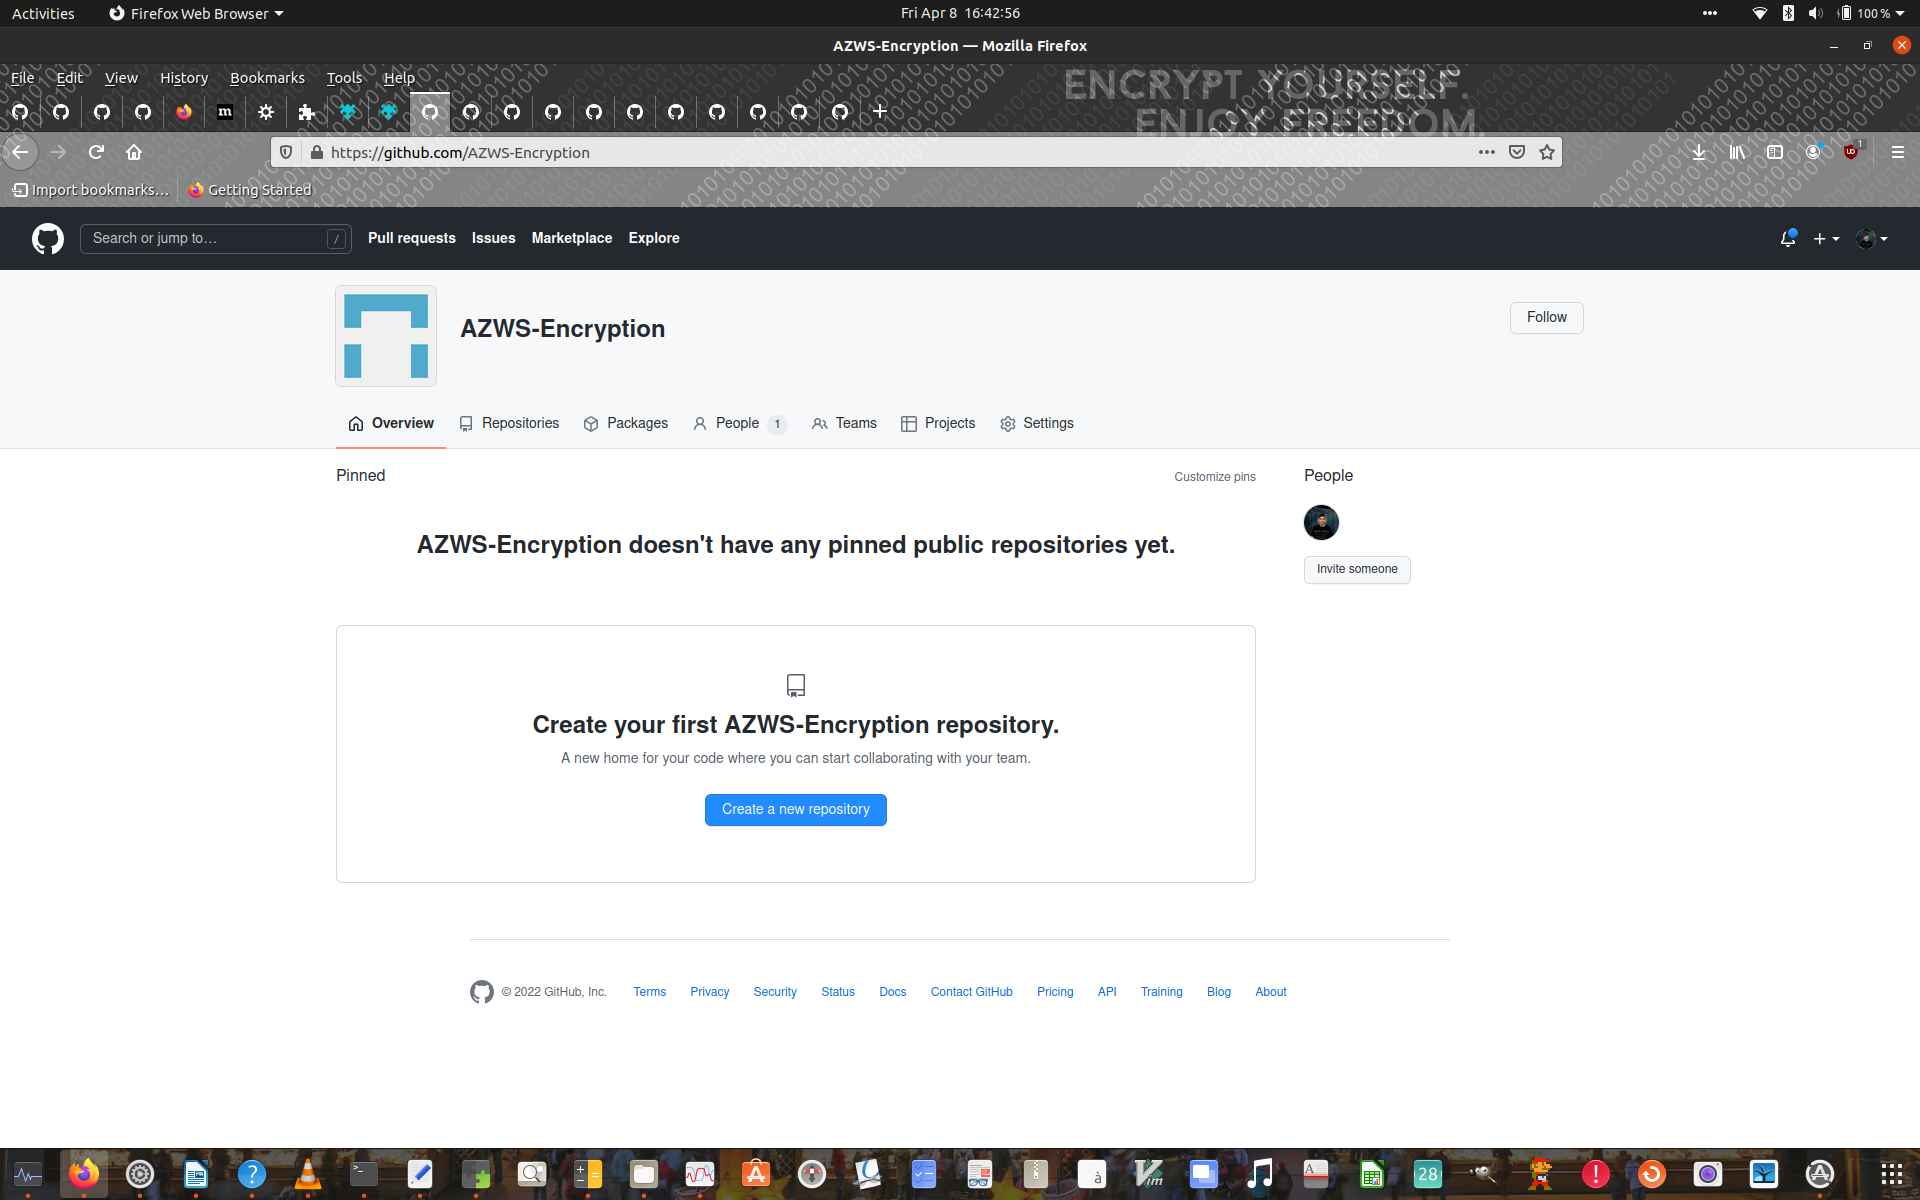 Activities
Firefox Web Browser
Fri Apr 8 16:42:56
100 %
AZWS-Encryption — Mozilla Firefox
File Edit View History Bookmarks Tools Help
ENCRYPT YOURSELF.
ENJOY FREEDOM.
m
https://github.com/AZWS-Encryption
1
Import bookmarks...
Getting Started
Search or jump to…
/
Pull requests
Issues
Marketplace
Explore
AZWS-Encryption
Follow
Overview
Repositories
Packages
People 1
Teams
Projects
Settings
Pinned
Customize pins
People
AZWS-Encryption doesn't have any pinned public repositories yet.
Invite someone
Create your first AZWS-Encryption repository.
A new home for your code where you can start collaborating with your team.
Create a new repository
© 2022 GitHub, Inc.
Terms
Privacy
Security
Status
Docs
Contact GitHub
Pricing
API
Training
Blog
About
28